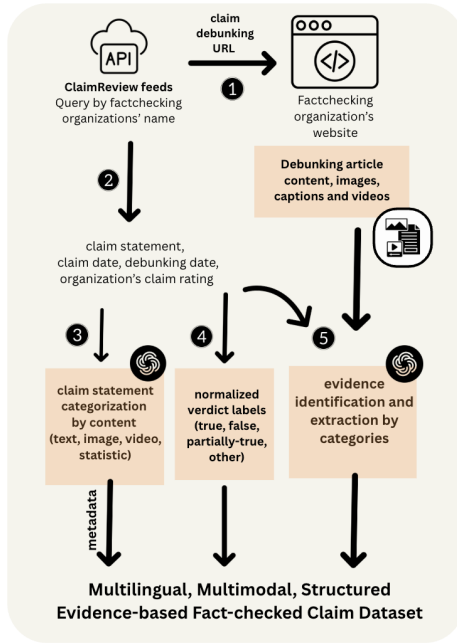 claim
debunking
URL
API
</>
1
ClaimReview feeds
Query by factchecking
organizations' name
Factchecking
organization's
website
Debunking article
content, images,
captions and videos
2
claim statement,
claim date, debunking date,
organization's claim rating
3
4
5
claim statement
categorization
by content
(text, image, video,
statistic)
normalized
verdict labels
(true, false,
partially-true,
other)
evidence
identification and
extraction by
categories
metadata
Multilingual, Multimodal, Structured
Evidence-based Fact-checked Claim Dataset